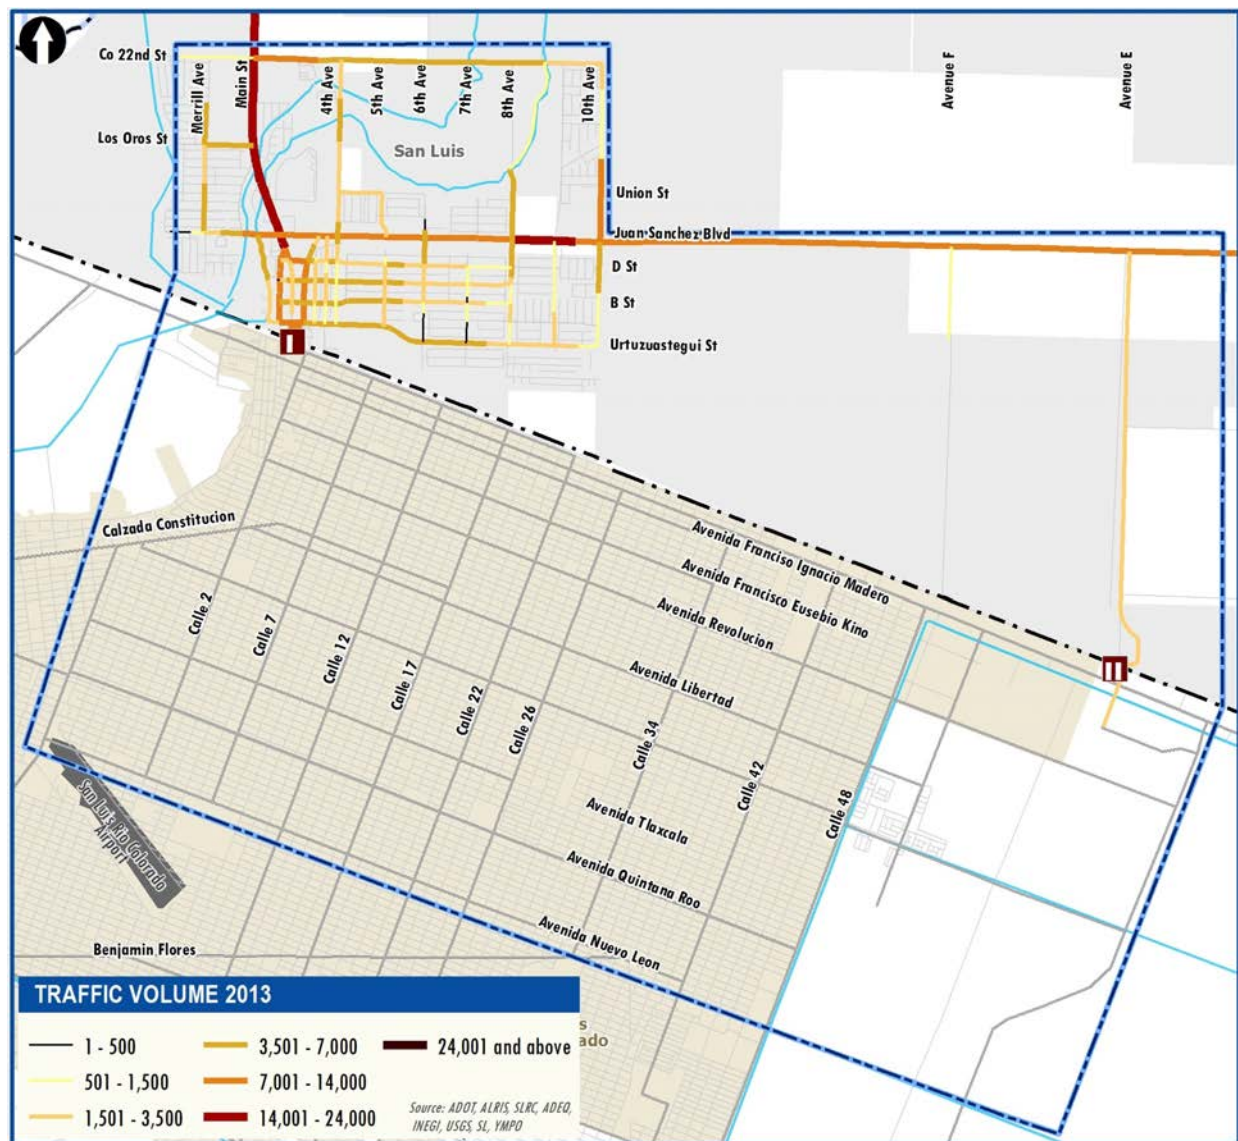 Co 22nd St
Merrill Ave
Main St
4th Ave
5th Ave
6th Ave
7th Ave
8th Ave
10th Ave
Avenue F
Avenue E
Los Oros St
San Luis
Union St
Juan Sanchez Blvd
D St
B St
I
Urtuzuastegui St
Calzada Constitucion
Avenida Franciso Ignacio Madero
Avenida Francisco Eusebio Kino
Avenida Revolucion
Calle 2
Calle 7
Calle 12
Calle 17
Calle 22
Calle 26
Avenida Libertad
II
Calle 34
Calle 42
Calle 48
San Luis Rio Colorado
Airport
Avenida Tlaxcala
Avenida Quintana Roo
Avenida Nuevo Leon
Benjamin Flores
TRAFFIC VOLUME 2013
1 - 500
3,501 - 7,000
24,001 and above
501 - 1,500
7,001 - 14,000
1,501 - 3,500
14,001 - 24,000
Source: ADOT, ALRIS, SLRC, ADEQ,
INEGI, USGS, SL, YMPO
s
ado